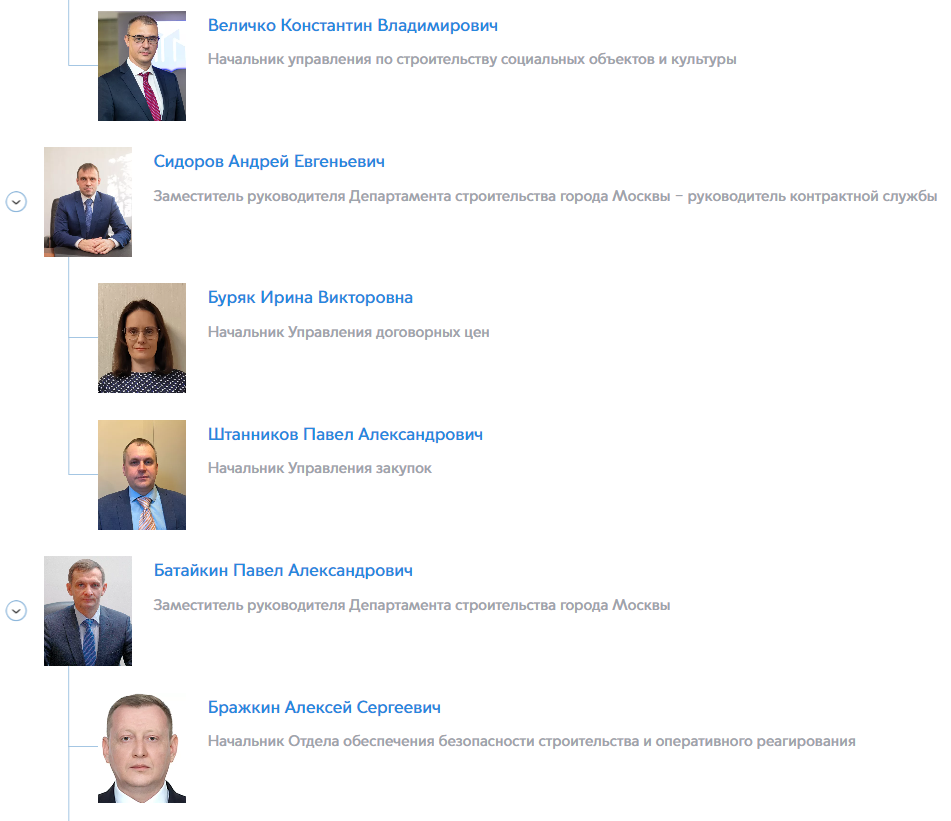 Величко Константин Владимирович
Начальник управления по строительству социальных объектов и культуры
Сидоров Андрей Евгеньевич
Заместитель руководителя Департамента строительства города Москвы – руководитель контрактной службы
Буряк Ирина Викторовна
Начальник Управления договорных цен
Штанников Павел Александрович
Начальник Управления закупок
Батайкин Павел Александрович
Заместитель руководителя Департамента строительства города Москвы
Бражкин Алексей Сергеевич
Начальник Отдела обеспечения безопасности строительства и оперативного реагирования